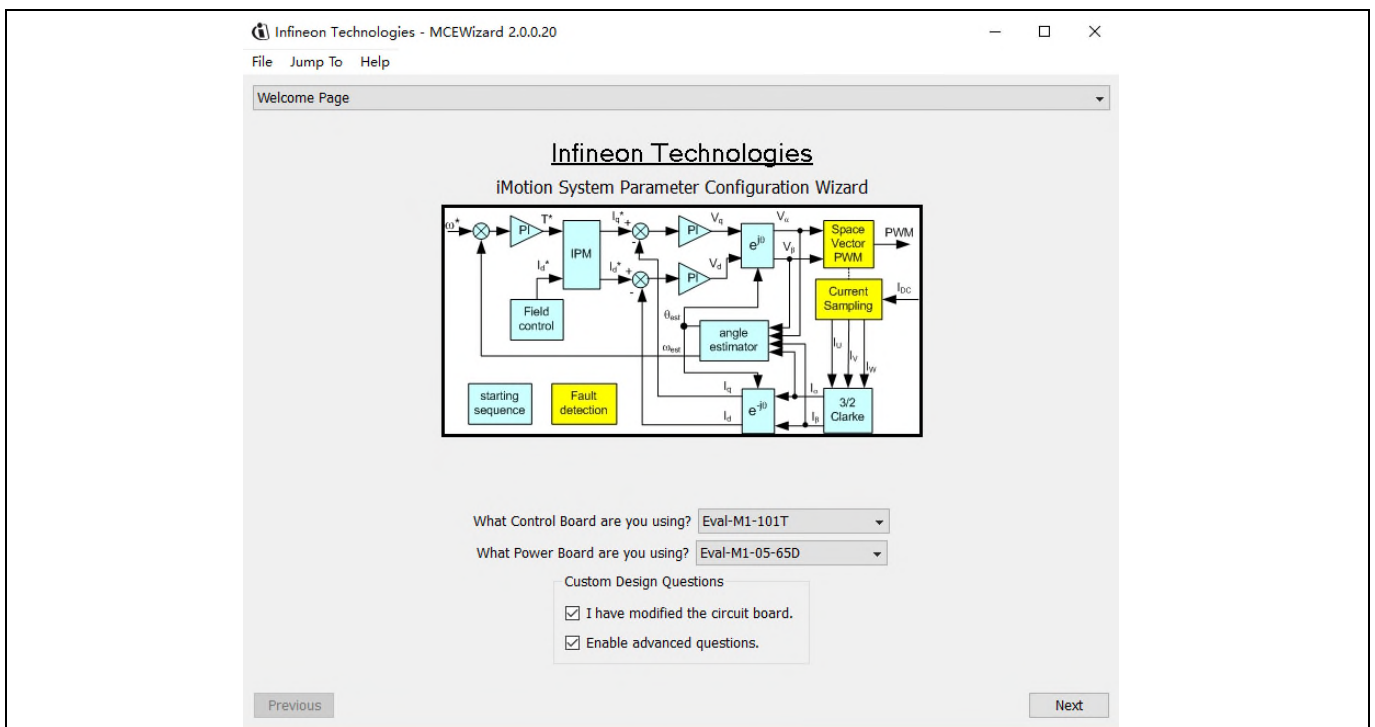 Infineon Technologies - MCEWizard 2.0.0.20
File Jump To Help
Welcome Page
Infineon Technologies
iMotion System Parameter Configuration Wizard
ω*
PI
T*
IPM
Iq*
+
-
PI
Vq
ejθ
Vα
Vβ
Space
Vector
PWM
PWM
Id*
Id*
+
-
PI
Vd
Field
control
Current
Sampling
IDC
θest
ωest
angle
estimator
IU
IV
IW
starting
sequence
Fault
detection
Iq
Id
e-jθ
Iα
Iβ
3/2
Clarke
What Control Board are you using? Eval-M1-101T
What Power Board are you using? Eval-M1-05-65D
Custom Design Questions
I have modified the circuit board.
Enable advanced questions.
Previous Next